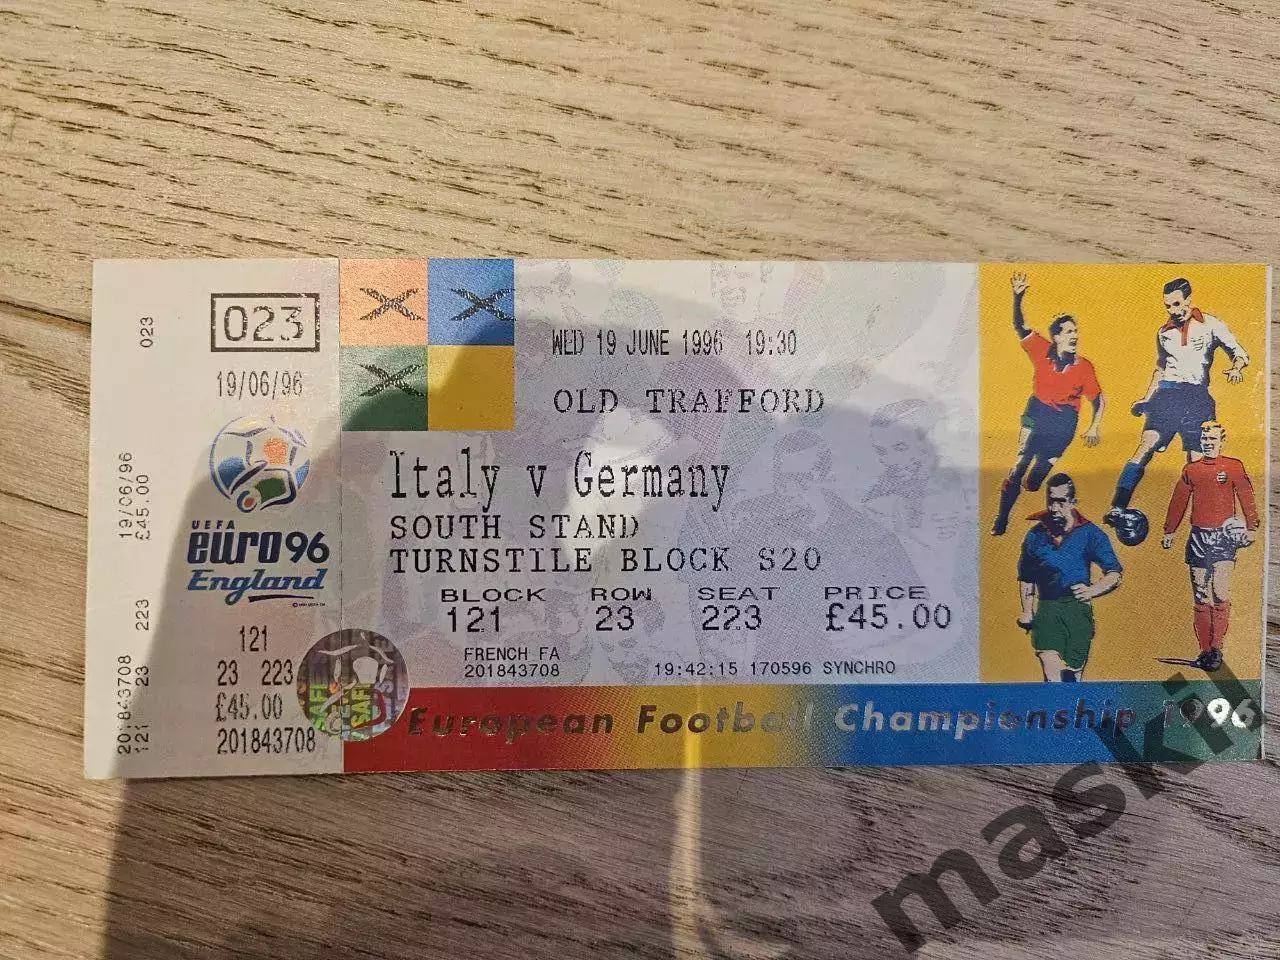 023
19/06/96
UEFA
euro96
England
121
23 223
£45.00
201843708
023
19/06/96
£45.00
223
23
201843708
121
WED 19 JUNE 1996 19:30
OLD TRAFFORD
Italy v Germany
SOUTH STAND
TURNSTILE BLOCK S20
BLOCK ROW SEAT PRICE
121 23 223 £45.00
FRENCH FA
201843708 19:42:15 170596 SYNCHRO
European Football Championship 1996
maskil